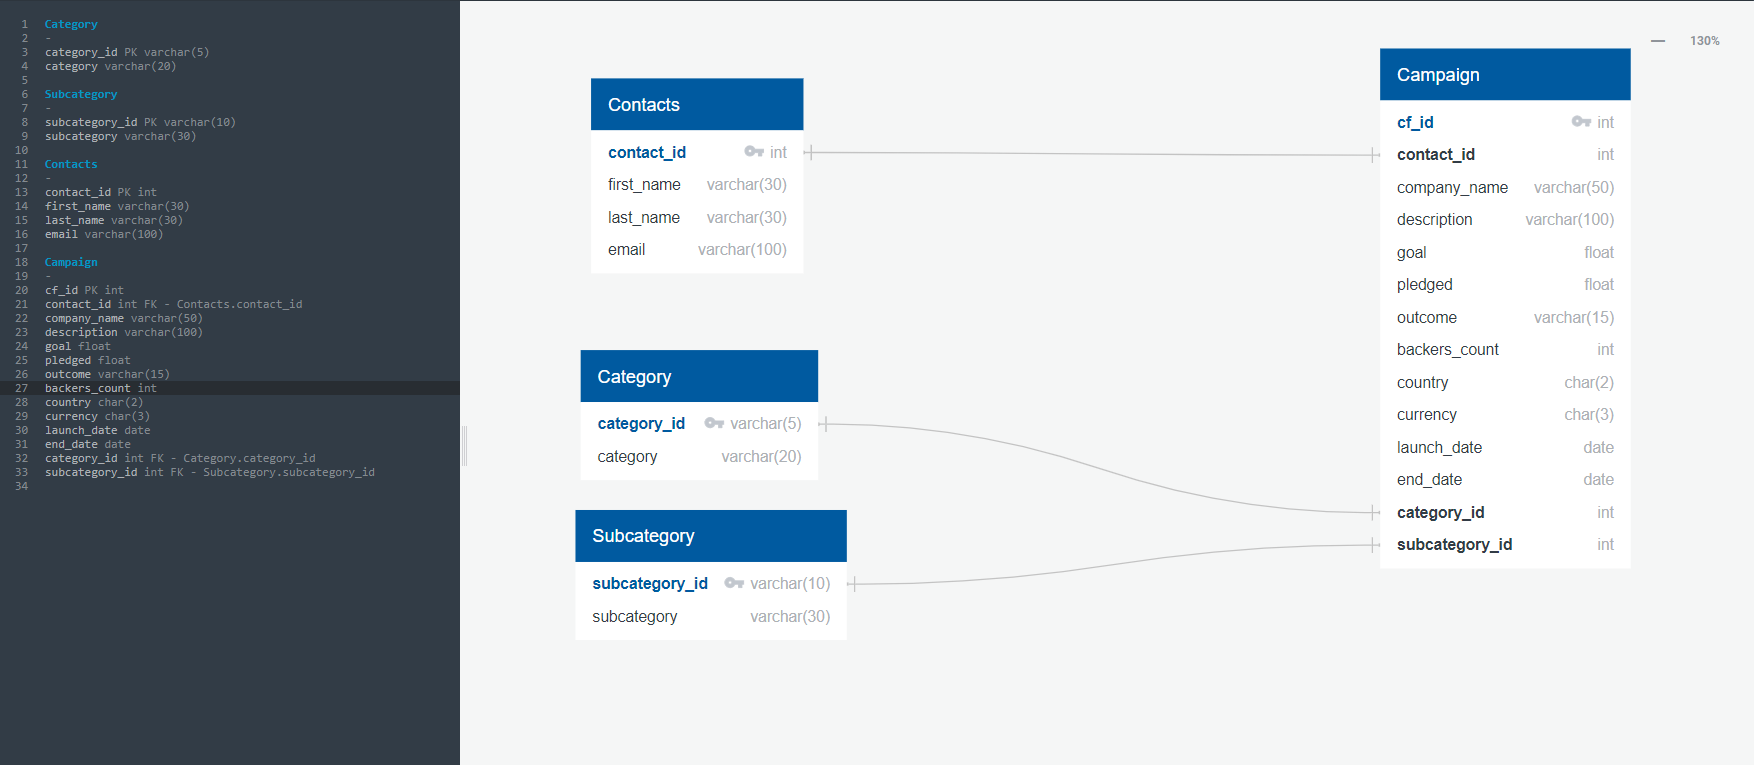 1 Category
2 -
3 category_id PK varchar(5)
4 category varchar(20)
5
6 Subcategory
7 -
8 subcategory_id PK varchar(10)
9 subcategory varchar(30)
10
11 Contacts
12 -
13 contact_id PK int
14 first_name varchar(30)
15 last_name varchar(30)
16 email varchar(100)
17
18 Campaign
19 -
20 cf_id PK int
21 contact_id int FK - Contacts.contact_id
22 company_name varchar(50)
23 description varchar(100)
24 goal float
25 pledged float
26 outcome varchar(15)
27 backers_count int
28 country char(2)
29 currency char(3)
30 launch_date date
31 end_date date
32 category_id int FK - Category.category_id
33 subcategory_id int FK - Subcategory.subcategory_id
34
Contacts
contact_id int
first_name varchar(30)
last_name varchar(30)
email varchar(100)
Category
category_id varchar(5)
category varchar(20)
Subcategory
subcategory_id varchar(10)
subcategory varchar(30)
130%
Campaign
cf_id int
contact_id int
company_name varchar(50)
description varchar(100)
goal float
pledged float
outcome varchar(15)
backers_count int
country char(2)
currency char(3)
launch_date date
end_date date
category_id int
subcategory_id int